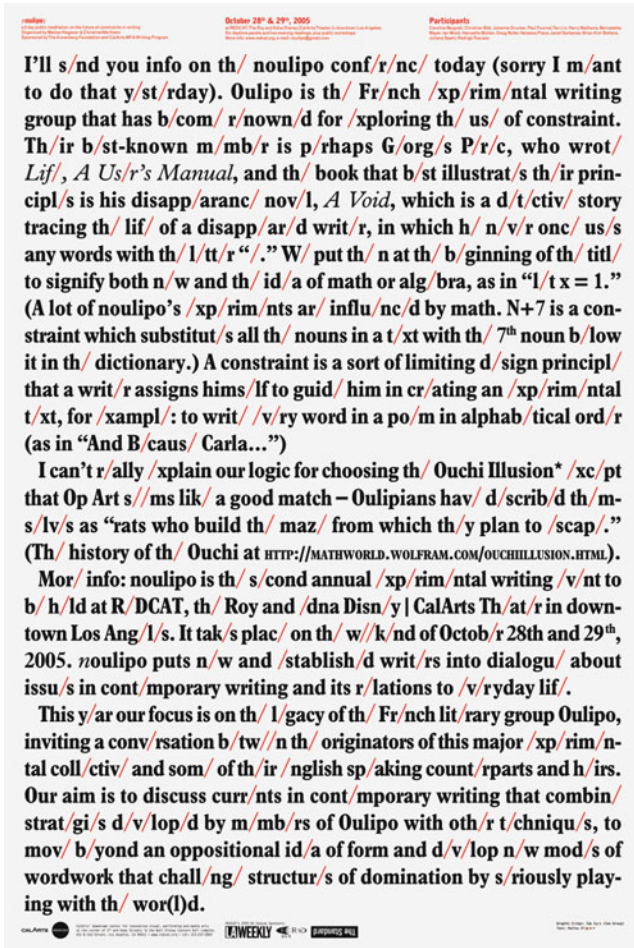 noulipo:
October 28th & 29th, 2005
Participants
I'll s/nd you info on th/ noulipo conf/r/nc/ today (sorry I m/ant
to do that y/st/rday). Oulipo is th/ Fr/nch /xp/rim/ntal writing
group that has b/com/ r/nown/d for /xploring th/ us/ of constraint.
Th/ir b/st-known m/mb/r is p/rhaps G/org/s P/r/c, who wrot/
Lif/, A Us/r's Manual, and th/ book that b/st illustrat/s th/ir prin-
cipl/s is his disapp/aranc/ nov/l, A Void, which is a d/t/ctiv/ story
tracing th/ lif/ of a disapp/ar/d writ/r, in which h/ n/v/r onc/ us/s
any words with th/ l/tt/r “/.” W/ put th/ n at th/ b/ginning of th/ titl/
to signify both n/w and th/ id/a of math or alg/bra, as in “l/t x = 1.”
(A lot of noulipo's /xp/rim/nts ar/ influ/nc/d by math. N+7 is a con-
straint which substitut/s all th/ nouns in a t/xt with th/ 7th noun b/low
it in th/ dictionary.) A constraint is a sort of limiting d/sign principl/
that a writ/r assigns hims/lf to guid/ him in cr/ating an /xp/rim/ntal
t/xt, for /xampl/: to writ/ /v/ry word in a po/m in alphab/tical ord/r
(as in “And B/caus/ Carla...”)
I can't r/ally /xplain our logic for choosing th/ Ouchi Illusion* /xc/pt
that Op Art s//ms lik/ a good match – Oulipians hav/ d/scrib/d th/m-
s/lv/s as “rats who build th/ maz/ from which th/y plan to /scap/.”
(Th/ history of th/ Ouchi at HTTP://MATHWORLD.WOLFRAM.COM/OUCHIILLUSION.HTML).
Mor/ info: noulipo is th/ s/cond annual /xp/rim/ntal writing /v/nt to
b/ h/ld at R/DCAT, th/ Roy and /dna Disn/y | CalArts Th/at/r in down-
town Los Ang/l/s. It tak/s plac/ on th/ w//k/nd of Octob/r 28th and 29th,
2005. noulipo puts n/w and /stablish/d writ/rs into dialogu/ about
issu/s in cont/mporary writing and its r/lations to /v/ryday lif/.
This y/ar our focus is on th/ l/gacy of th/ Fr/nch lit/rary group Oulipo,
inviting a conv/rsation b/tw//n th/ originators of this major /xp/rim/n-
tal coll/ctiv/ and som/ of th/ir /nglish sp/aking count/rparts and h/irs.
Our aim is to discuss curr/nts in cont/mporary writing that combin/
strat/gi/s d/v/lop/d by m/mb/rs of Oulipo with oth/r t/chniqu/s, to
mov/ b/yond an oppositional id/a of form and d/v/lop n/w mod/s of
wordwork that chall/ng/ structur/s of domination by s/riously play-
ing with th/ wor(l)d.
CALARTS
LA WEEKLY
The Standard